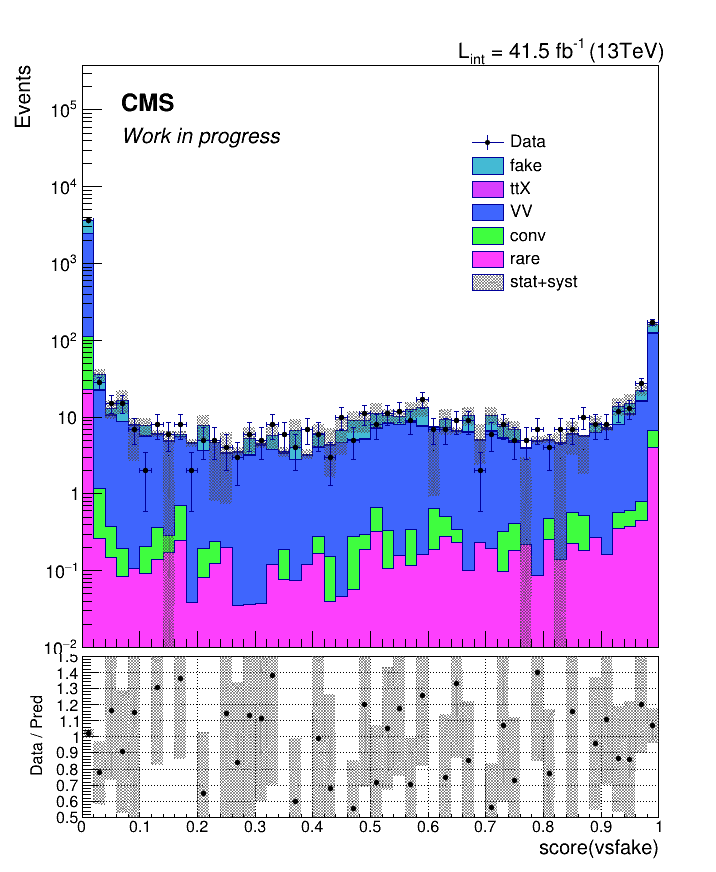 L_int = 41.5 fb^-1 (13TeV)
Events
CMS
Work in progress
Data
fake
ttX
VV
conv
rare
stat+syst
10^5
10^4
10^3
10^2
10
1
10^−1
10^−2
Data / Pred
1.5
1.4
1.3
1.2
1.1
1
0.9
0.8
0.7
0.6
0.5
0 0.1 0.2 0.3 0.4 0.5 0.6 0.7 0.8 0.9 1
score(vsfake)